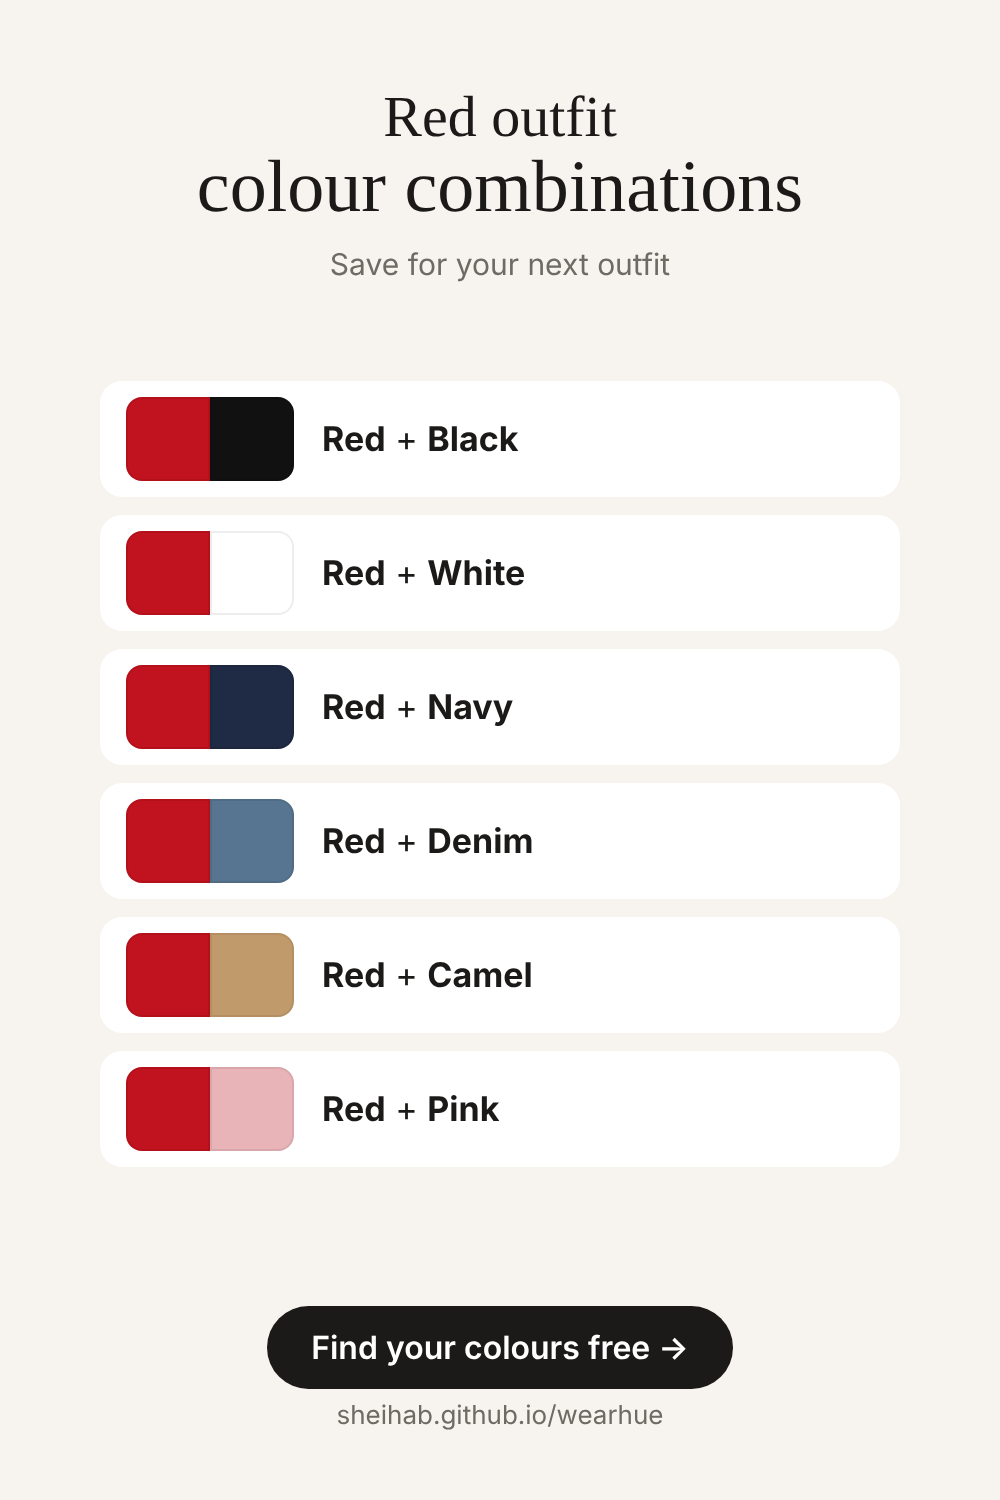 Red outfit
colour combinations
Save for your next outfit
Red + Black
Red + White
Red + Navy
Red + Denim
Red + Camel
Red + Pink
Find your colours free →
sheihab.github.io/wearhue